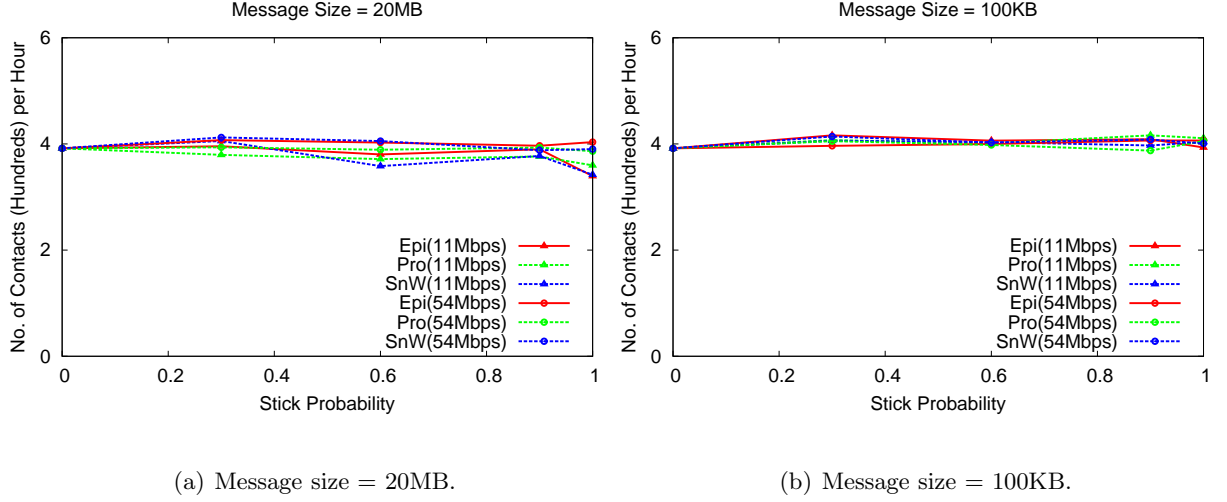 Message Size = 20MB
No. of Contacts (Hundreds) per Hour
6
4
2
0
Epi(11Mbps)
Pro(11Mbps)
SnW(11Mbps)
Epi(54Mbps)
Pro(54Mbps)
SnW(54Mbps)
0 0.2 0.4 0.6 0.8 1
Stick Probability
(a) Message size = 20MB.
Message Size = 100KB
No. of Contacts (Hundreds) per Hour
6
4
2
0
Epi(11Mbps)
Pro(11Mbps)
SnW(11Mbps)
Epi(54Mbps)
Pro(54Mbps)
SnW(54Mbps)
0 0.2 0.4 0.6 0.8 1
Stick Probability
(b) Message size = 100KB.